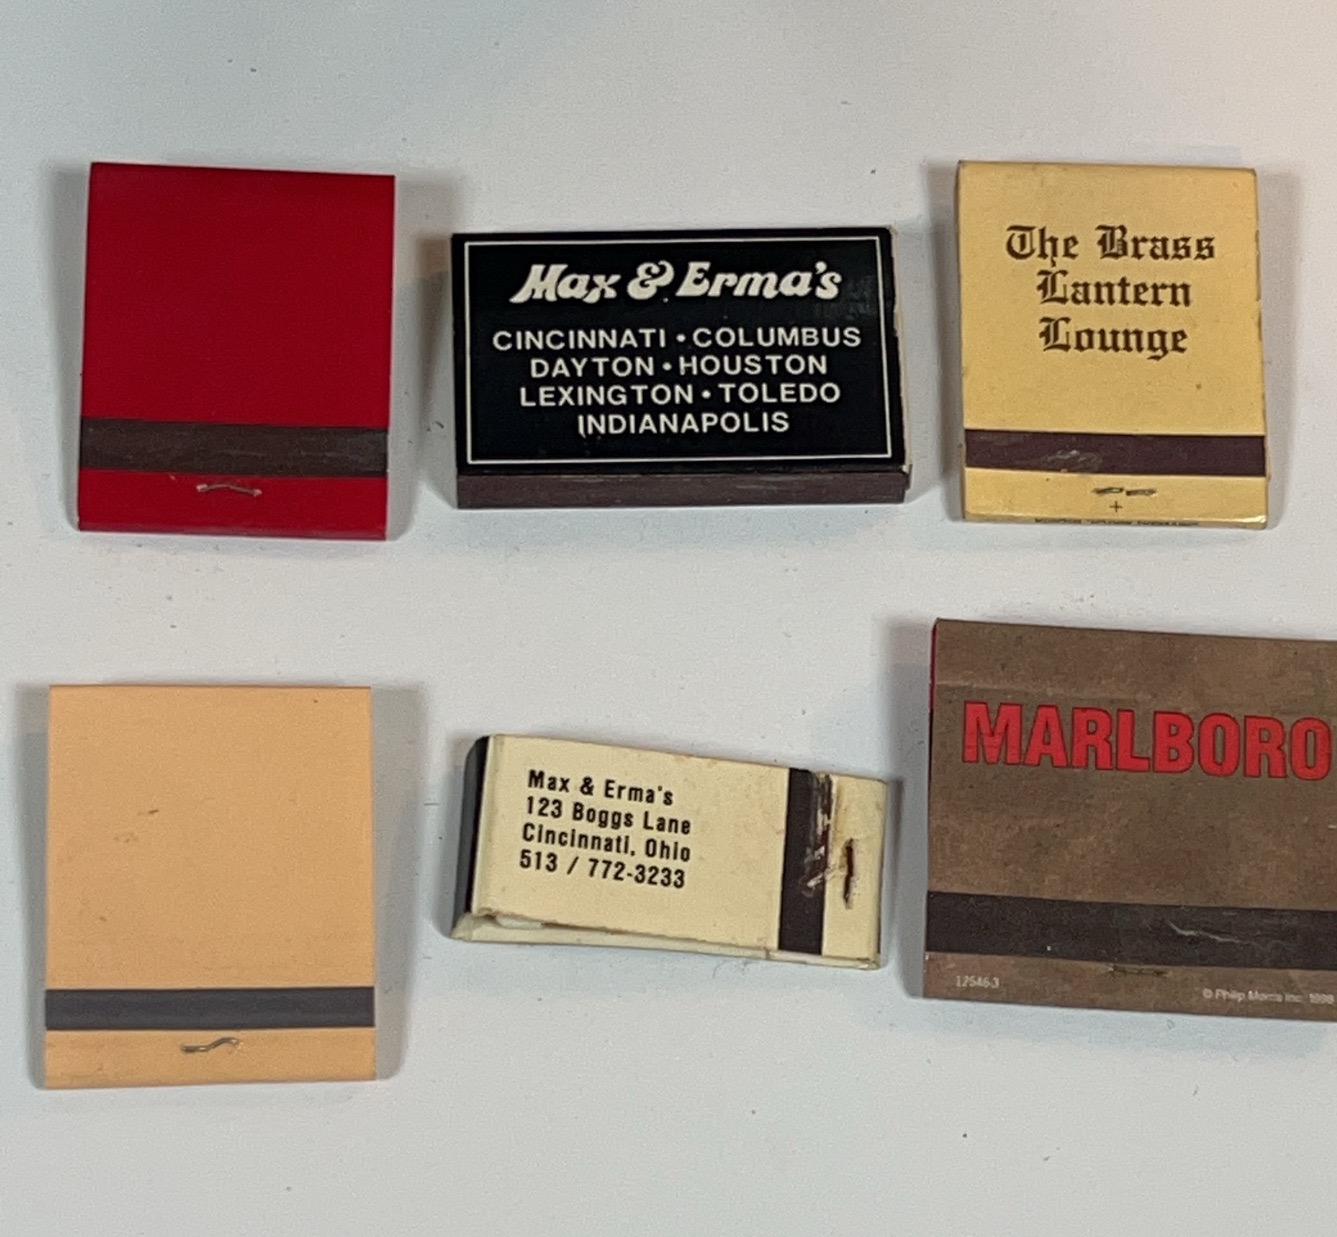 Max & Erma's
CINCINNATI • COLUMBUS
DAYTON • HOUSTON
LEXINGTON • TOLEDO
INDIANAPOLIS
The Brass
Lantern
Lounge
+
Max & Erma's
123 Boggs Lane
Cincinnati, Ohio
513 / 772-3233
MARLBORO
125463
© Philip Morris Inc. 1998